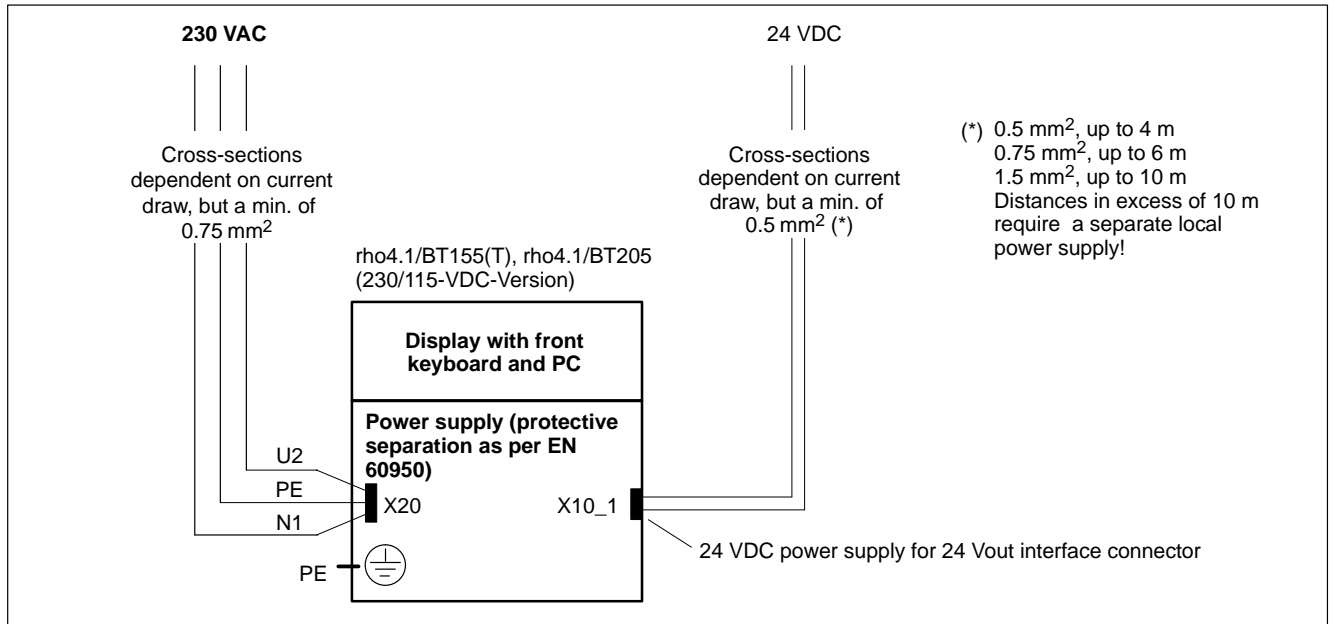 230 VAC
24 VDC
Cross-sections
dependent on current
draw, but a min. of
0.75 mm²
Cross-sections
dependent on current
draw, but a min. of
0.5 mm² (*)
(*) 0.5 mm², up to 4 m
0.75 mm², up to 6 m
1.5 mm², up to 10 m
Distances in excess of 10 m
require a separate local
power supply!
rho4.1/BT155(T), rho4.1/BT205
(230/115-VDC-Version)
Display with front
keyboard and PC
Power supply (protective
separation as per EN
60950)
U2
PE
N1
X20
X10_1
PE
24 VDC power supply for 24 Vout interface connector